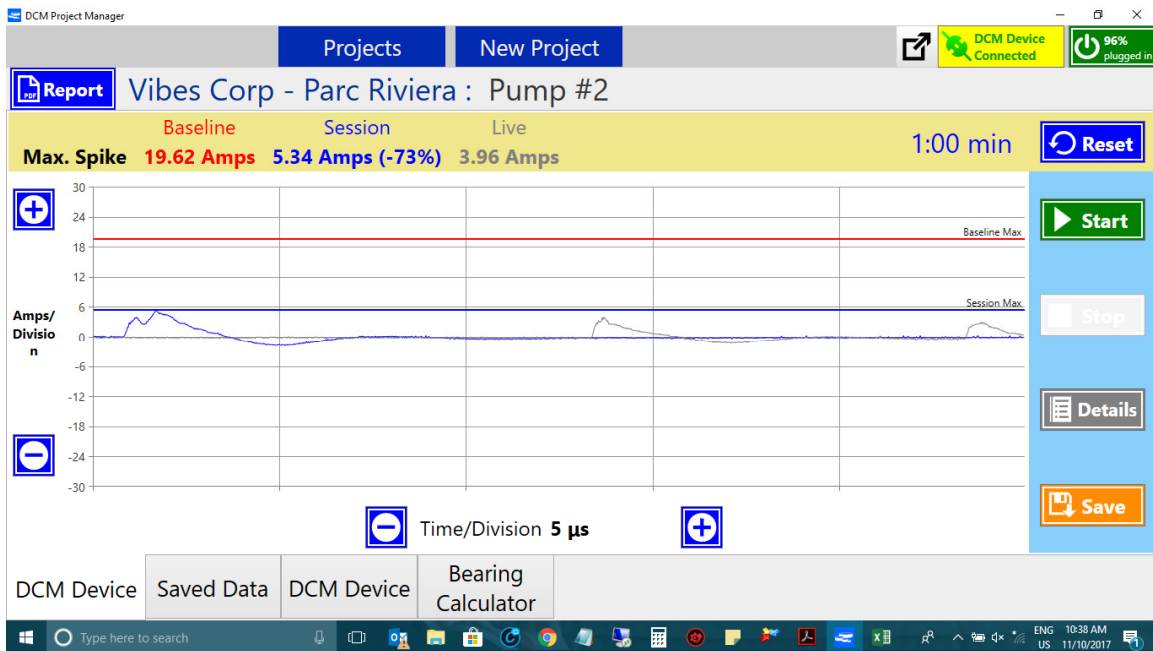 DCM Project Manager
Projects
New Project
DCM Device
Connected
96%
plugged in
PDF
Report
Vibes Corp - Parc Riviera : Pump #2
Baseline
Session
Live
Max. Spike
19.62 Amps
5.34 Amps (-73%)
3.96 Amps
1:00 min
Reset
30
24
18
12
6
0
-6
-12
-18
-24
-30
Amps/
Divisio
n
Baseline Max
Session Max
Start
Stop
Details
Save
Time/Division 5 µs
DCM Device
Saved Data
DCM Device
Bearing
Calculator
Type here to search
ENG
US
10:38 AM
11/10/2017